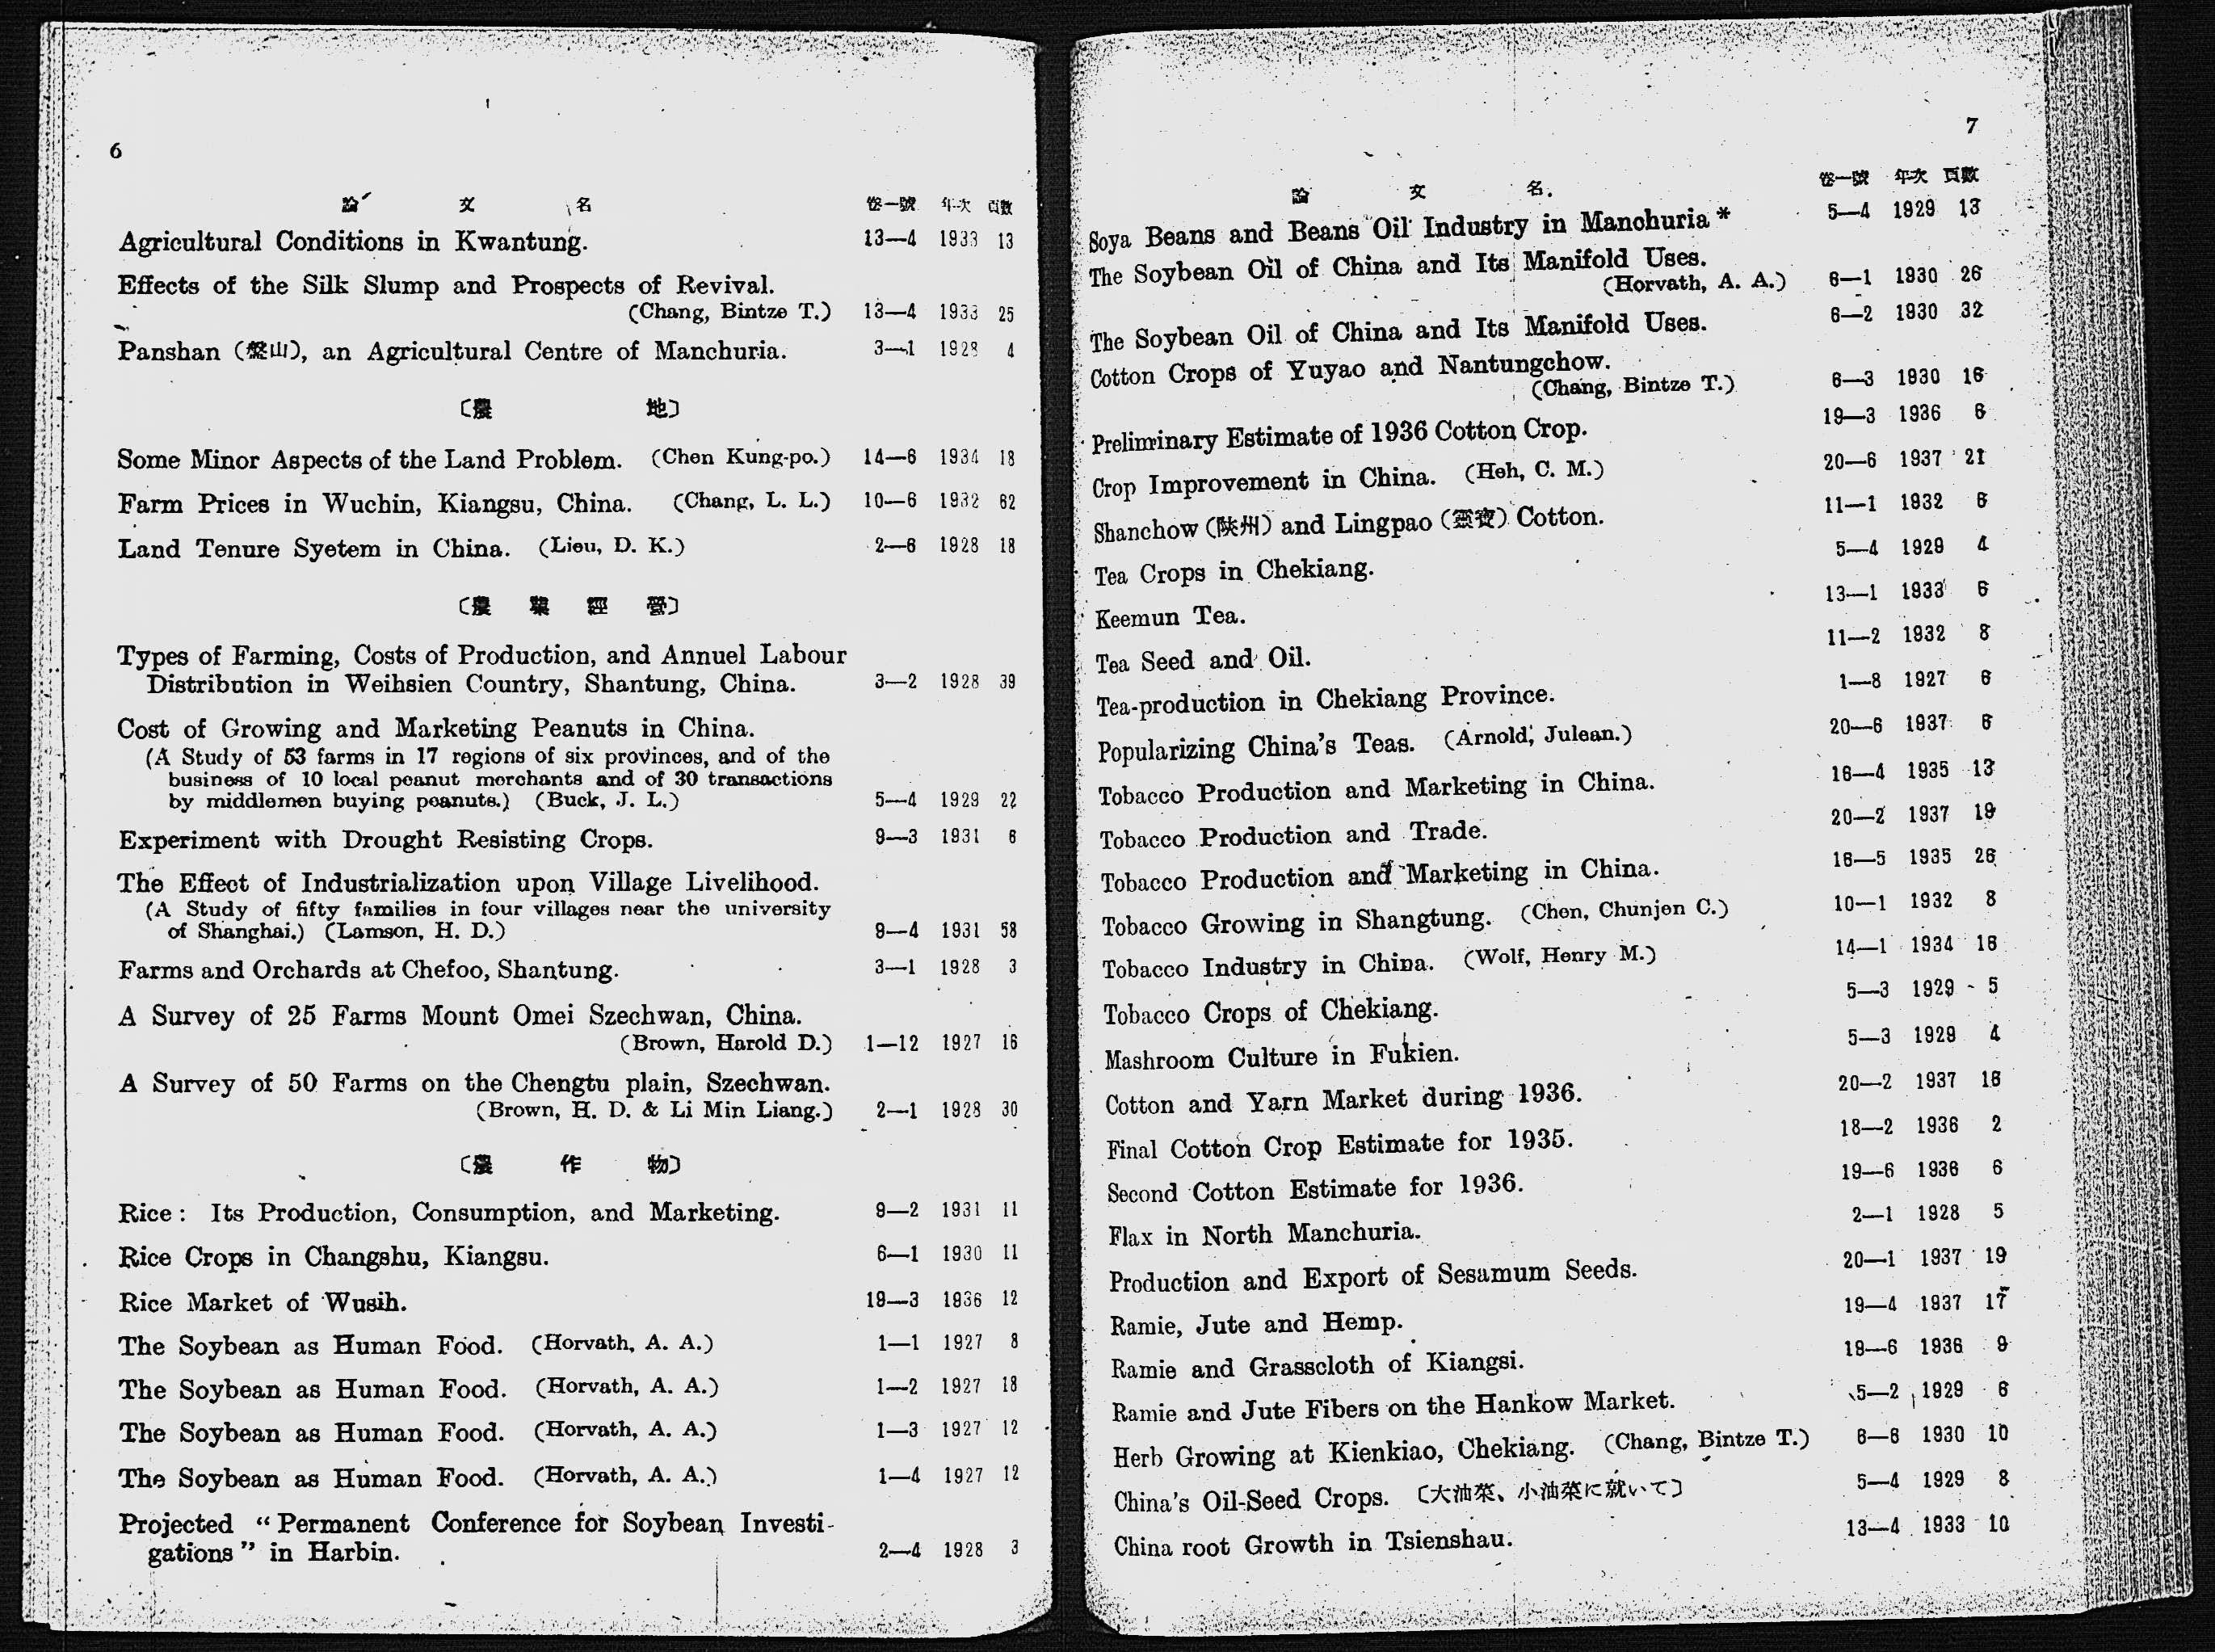 6
論文名 卷一號 年次 頁數
Agricultural Conditions in Kwantung. 13—4 1933 13
Effects of the Silk Slump and Prospects of Revival.
(Chang, Bintze T.) 13—4 1933 25
Panshan (盤山), an Agricultural Centre of Manchuria. 3—1 1928 4
〔農地〕
Some Minor Aspects of the Land Problem. (Chen Kung-po.) 14—6 1934 18
Farm Prices in Wuchin, Kiangsu, China. (Chang, L. L.) 10—6 1932 62
Land Tenure Syetem in China. (Lieu, D. K.) 2—6 1928 18
〔農業經營〕
Types of Farming, Costs of Production, and Annuel Labour
Distribution in Weihsien Country, Shantung, China. 3—2 1928 39
Cost of Growing and Marketing Peanuts in China.
(A Study of 53 farms in 17 regions of six provinces, and of the
business of 10 local peanut merchants and of 30 transactions
by middlemen buying peanuts.) (Buck, J. L.) 5—4 1929 22
Experiment with Drought Resisting Crops. 9—3 1931 6
The Effect of Industrialization upon Village Livelihood.
(A Study of fifty families in four villages near the university
of Shanghai.) (Lamson, H. D.) 9—4 1931 58
Farms and Orchards at Chefoo, Shantung. 3—1 1928 3
A Survey of 25 Farms Mount Omei Szechwan, China.
(Brown, Harold D.) 1—12 1927 16
A Survey of 50 Farms on the Chengtu plain, Szechwan.
(Brown, H. D. & Li Min Liang.) 2—1 1928 30
〔農作物〕
Rice: Its Production, Consumption, and Marketing. 9—2 1931 11
Rice Crops in Changshu, Kiangsu. 6—1 1930 11
Rice Market of Wusih. 19—3 1936 12
The Soybean as Human Food. (Horvath, A. A.) 1—1 1927 8
The Soybean as Human Food. (Horvath, A. A.) 1—2 1927 18
The Soybean as Human Food. (Horvath, A. A.) 1—3 1927 12
The Soybean as Human Food. (Horvath, A. A.) 1—4 1927 12
Projected “Permanent Conference for Soybean Investi-
gations” in Harbin. 2—4 1928 3
7
論文名 卷一號 年次 頁數
Soya Beans and Beans Oil Industry in Manchuria* 5—4 1929 13
The Soybean Oil of China and Its Manifold Uses.
(Horvath, A. A.) 6—1 1930 26
The Soybean Oil of China and Its Manifold Uses. 6—2 1930 32
Cotton Crops of Yuyao and Nantungchow.
(Chang, Bintze T.) 6—3 1930 16
Preliminary Estimate of 1936 Cotton Crop. 19—3 1936 6
Crop Improvement in China. (Heh, C. M.) 20—6 1937 21
Shanchow (陝州) and Lingpao (靈寶) Cotton. 11—1 1932 6
Tea Crops in Chekiang. 5—4 1929 4
Keemun Tea. 13—1 1933 6
Tea Seed and Oil. 11—2 1932 8
Tea-production in Chekiang Province. 1—8 1927 6
Popularizing China's Teas. (Arnold, Julean.) 20—6 1937 6
Tobacco Production and Marketing in China. 16—4 1935 13
Tobacco Production and Trade. 20—2 1937 19
Tobacco Production and Marketing in China. 16—5 1935 26
Tobacco Growing in Shangtung. (Chen, Chunjen C.) 10—1 1932 8
Tobacco Industry in China. (Wolf, Henry M.) 14—1 1934 16
Tobacco Crops of Chekiang. 5—3 1929 5
Mashroom Culture in Fukien. 5—3 1929 4
Cotton and Yarn Market during 1936. 20—2 1937 16
Final Cotton Crop Estimate for 1935. 18—2 1936 2
Second Cotton Estimate for 1936. 19—6 1936 6
Flax in North Manchuria. 2—1 1928 5
Production and Export of Sesamum Seeds. 20—1 1937 19
Ramie, Jute and Hemp. 19—4 1937 17
Ramie and Grasscloth of Kiangsi. 19—6 1936 9
Ramie and Jute Fibers on the Hankow Market. 5—2 1929 6
Herb Growing at Kienkiao, Chekiang. (Chang, Bintze T.) 6—6 1930 10
China's Oil-Seed Crops. 〔大油菜、小油菜に就いて〕 5—4 1929 8
China root Growth in Tsienshau. 13—4 1933 10